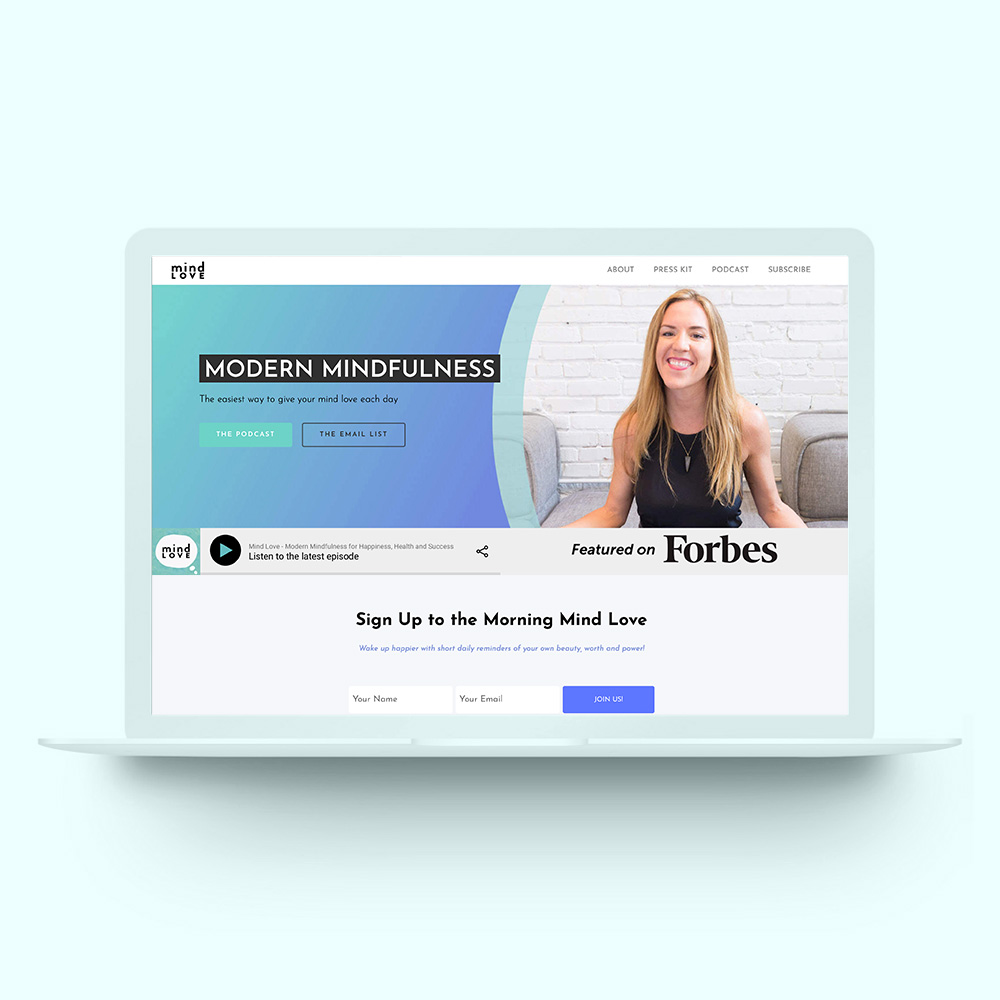 mind
LOVE
ABOUT PRESS KIT PODCAST SUBSCRIBE
MODERN MINDFULNESS
The easiest way to give your mind love each day
THE PODCAST THE EMAIL LIST
mind
LOVE
Mind Love - Modern Mindfulness for Happiness, Health and Success
Listen to the latest episode
Featured on Forbes
Sign Up to the Morning Mind Love
Wake up happier with short daily reminders of your own beauty, worth and power!
Your Name Your Email JOIN US!